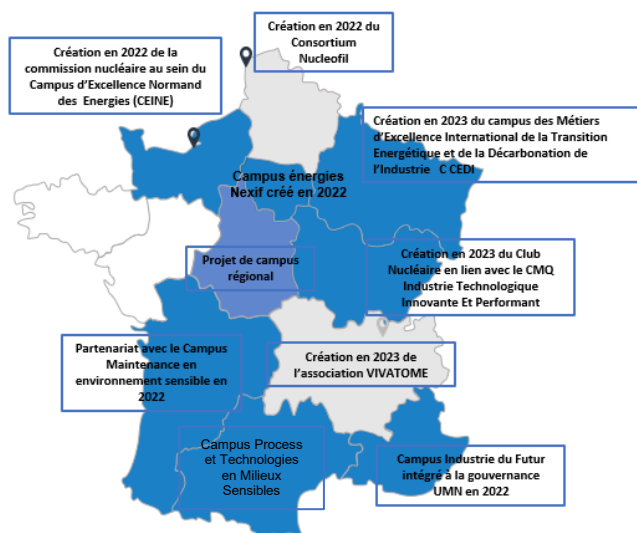 Création en 2022 du
Consortium
Nucleofil
Création en 2022 de la
commission nucléaire au sein du
Campus d'Excellence Normand
des Energies (CEINE)
Création en 2023 du campus des Métiers
d'Excellence International de la Transition
Energétique et de la Décarbonation de
l'Industrie C CEDI
Campus énergies
Nexif créé en 2022
Projet de campus
régional
Création en 2023 du Club
Nucléaire en lien avec le CMQ
Industrie Technologique
Innovante Et Performant
Partenariat avec le Campus
Maintenance en
environnement sensible en
2022
Création en 2023 de
l'association VIVATOME
Campus Process
et Technologies
en Milieux
Sensibles
Campus Industrie du Futur
intégré à la gouvernance
UMN en 2022